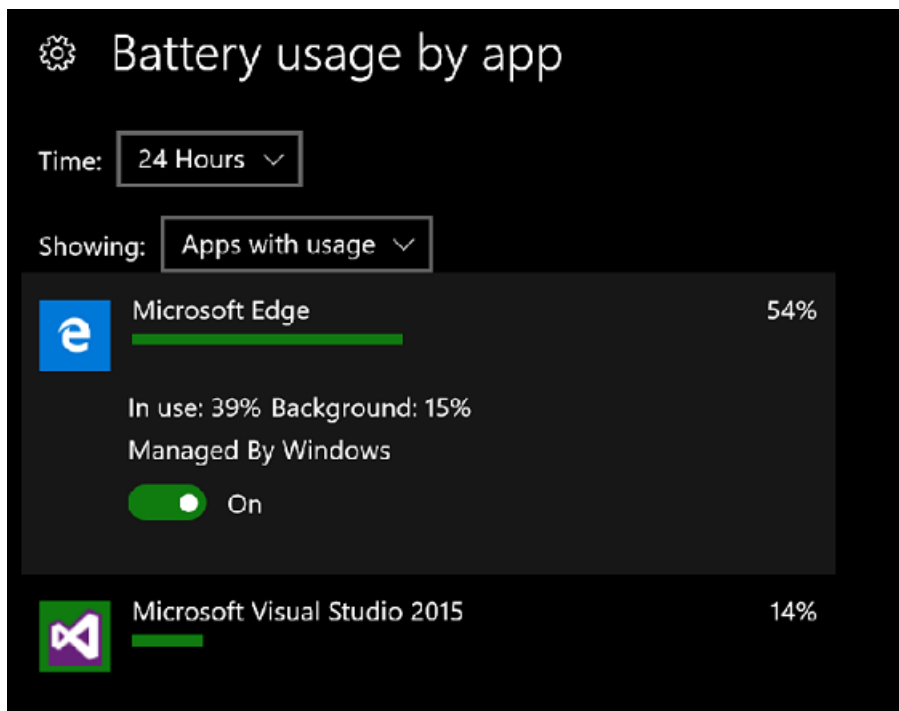 Battery usage by app
Time: 24 Hours
Showing: Apps with usage
Microsoft Edge 54%
In use: 39% Background: 15%
Managed By Windows
On
Microsoft Visual Studio 2015 14%